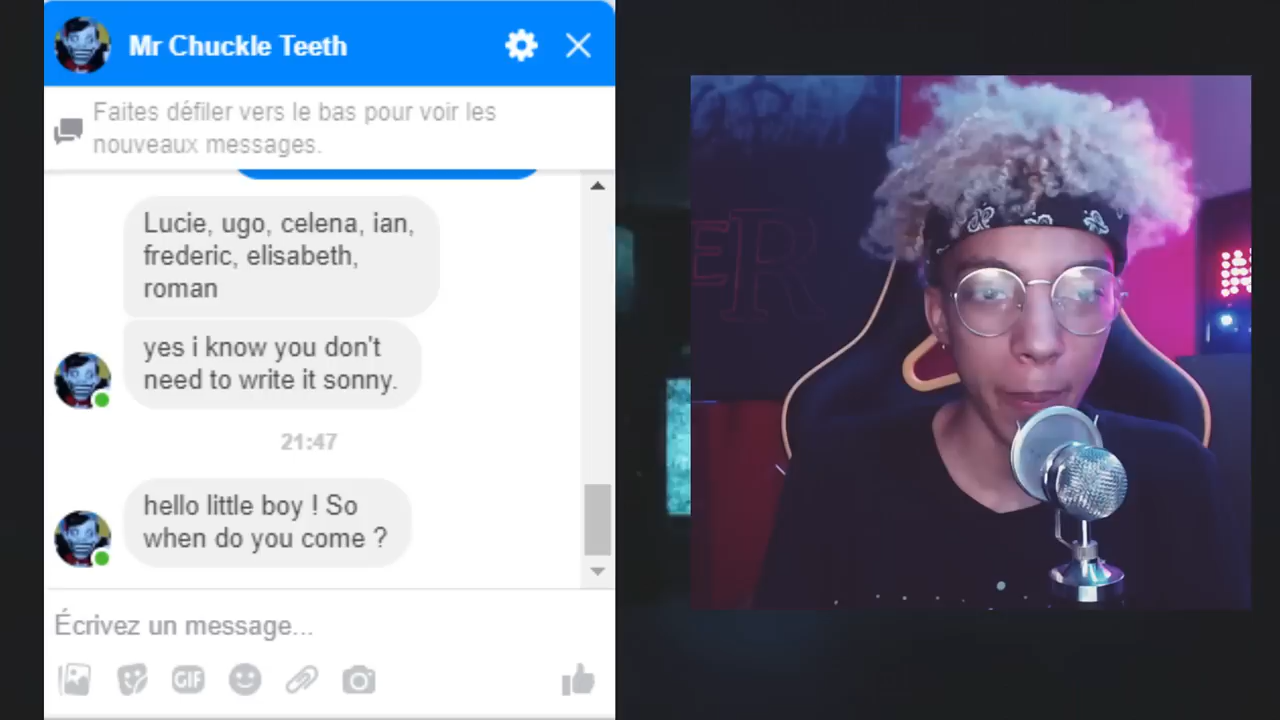 Mr Chuckle Teeth
Faites défiler vers le bas pour voir les
nouveaux messages.
Lucie, ugo, celena, ian,
frederic, elisabeth,
roman
yes i know you don't
need to write it sonny.
21:47
hello little boy ! So
when do you come ?
Écrivez un message...
GIF